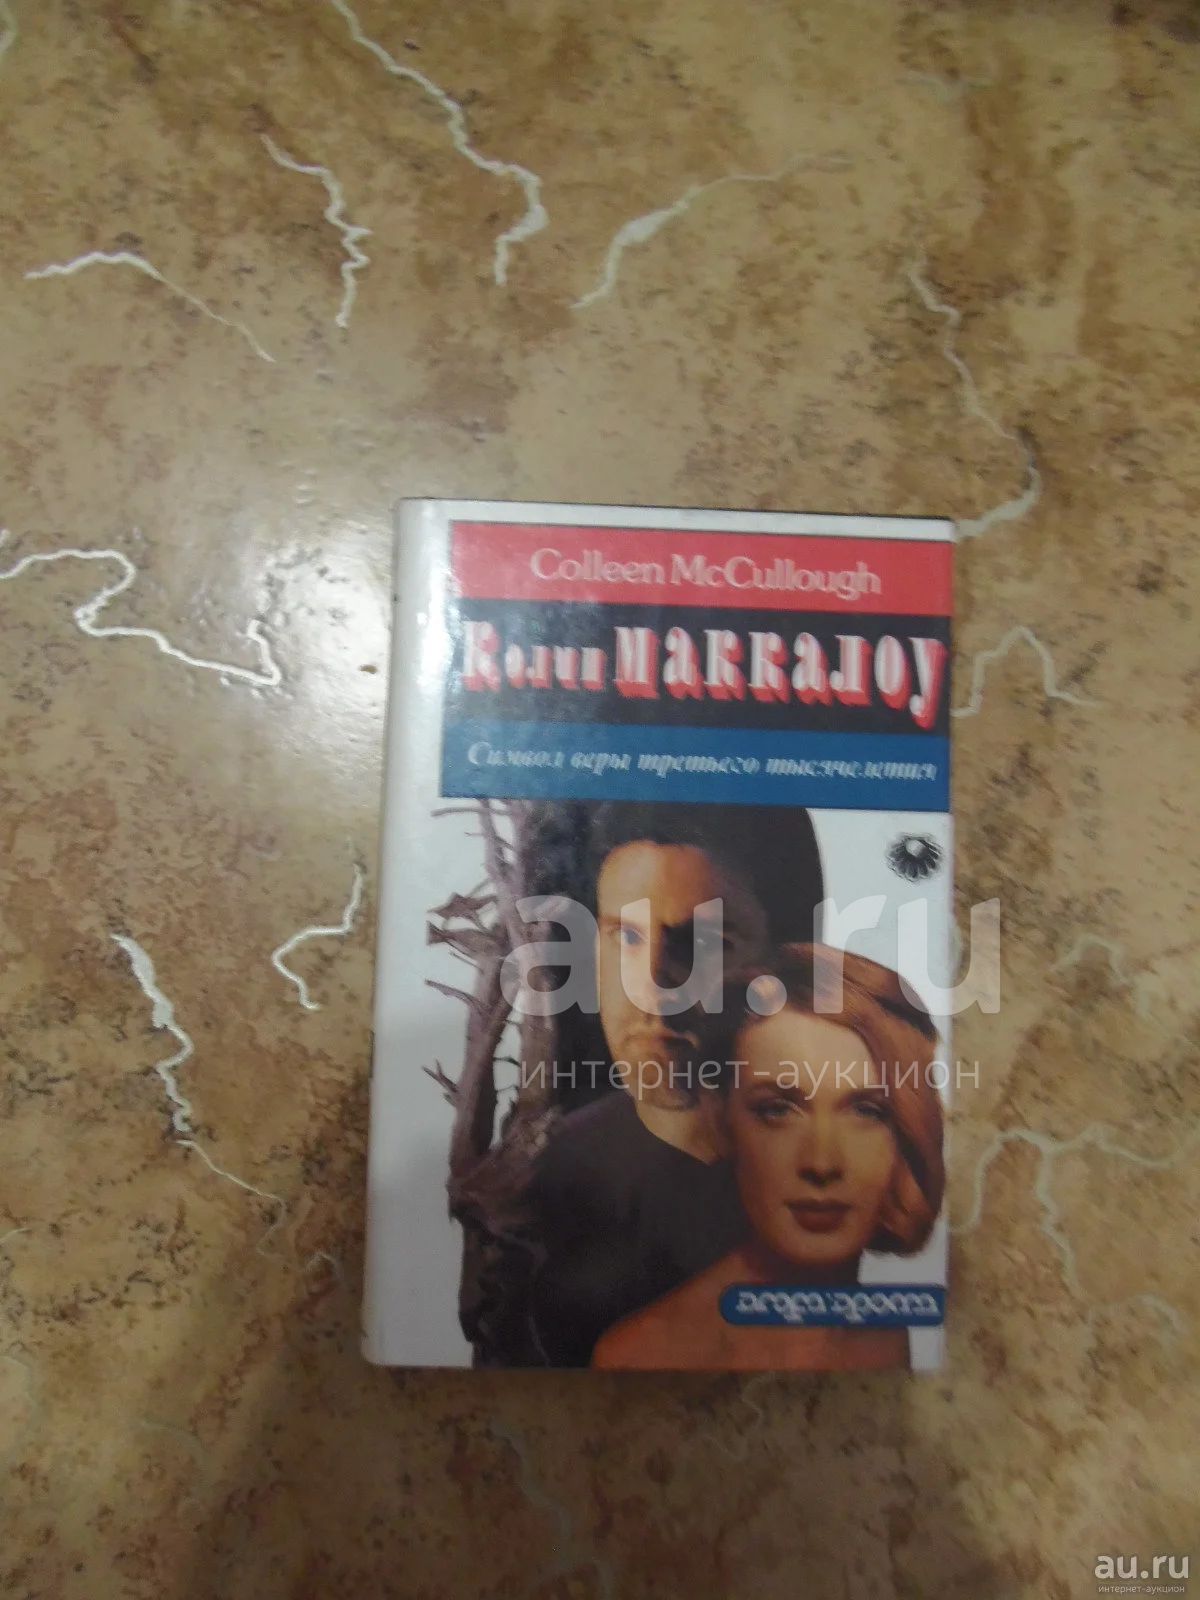 Colleen McCullough
Колин МАККАЛОУ
Символ веры третьего тысячелетия
au.ru
интернет-аукцион
au.ru
интернет-аукцион